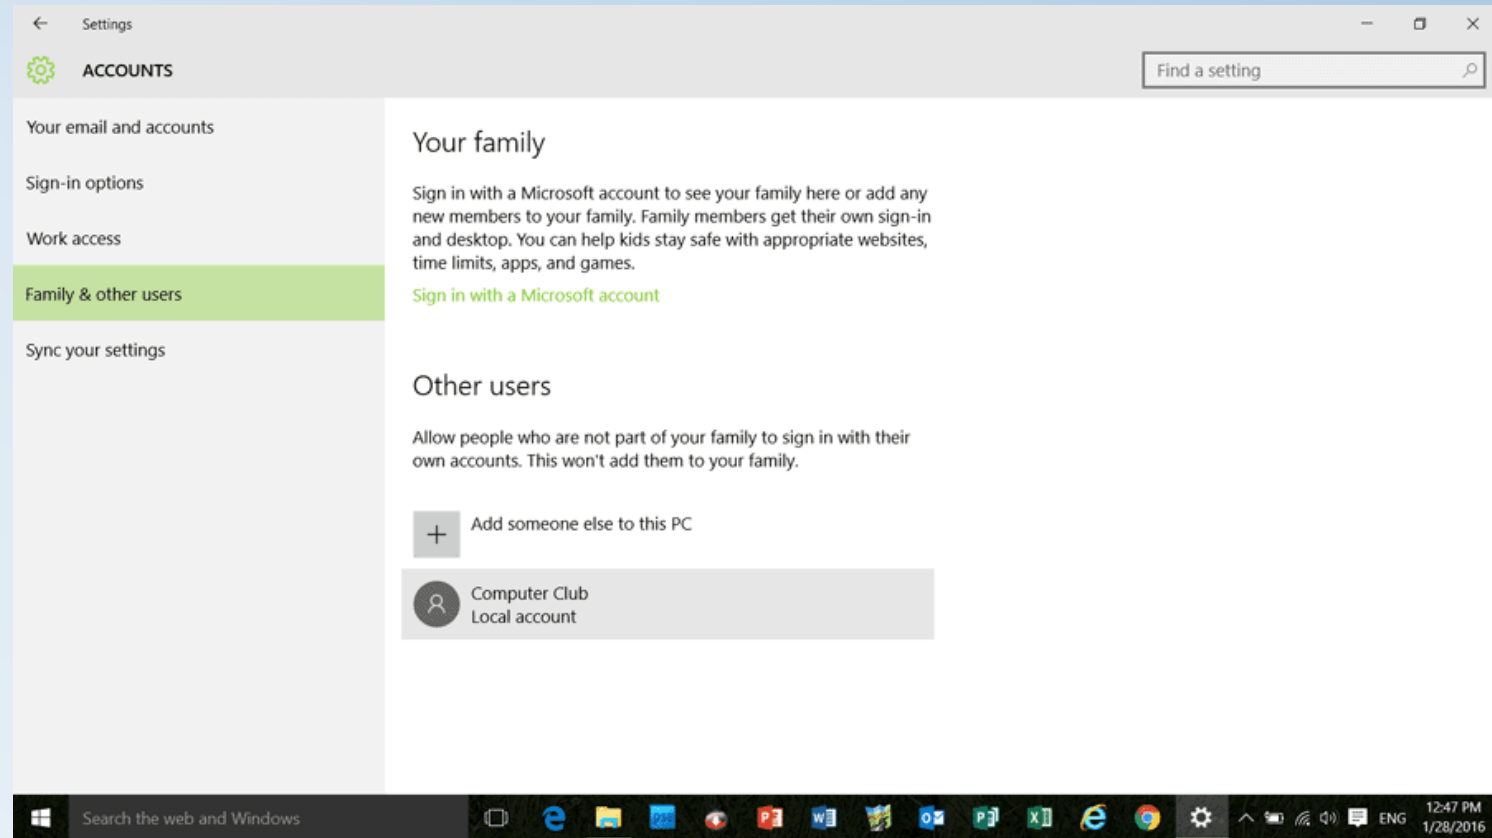 Settings
ACCOUNTS
Find a setting
Your email and accounts
Sign-in options
Work access
Family & other users
Sync your settings
Your family
Sign in with a Microsoft account to see your family here or add any
new members to your family. Family members get their own sign-in
and desktop. You can help kids stay safe with appropriate websites,
time limits, apps, and games.
Sign in with a Microsoft account
Other users
Allow people who are not part of your family to sign in with their
own accounts. This won't add them to your family.
Add someone else to this PC
Computer Club
Local account
Search the web and Windows
ENG
12:47 PM
1/28/2016